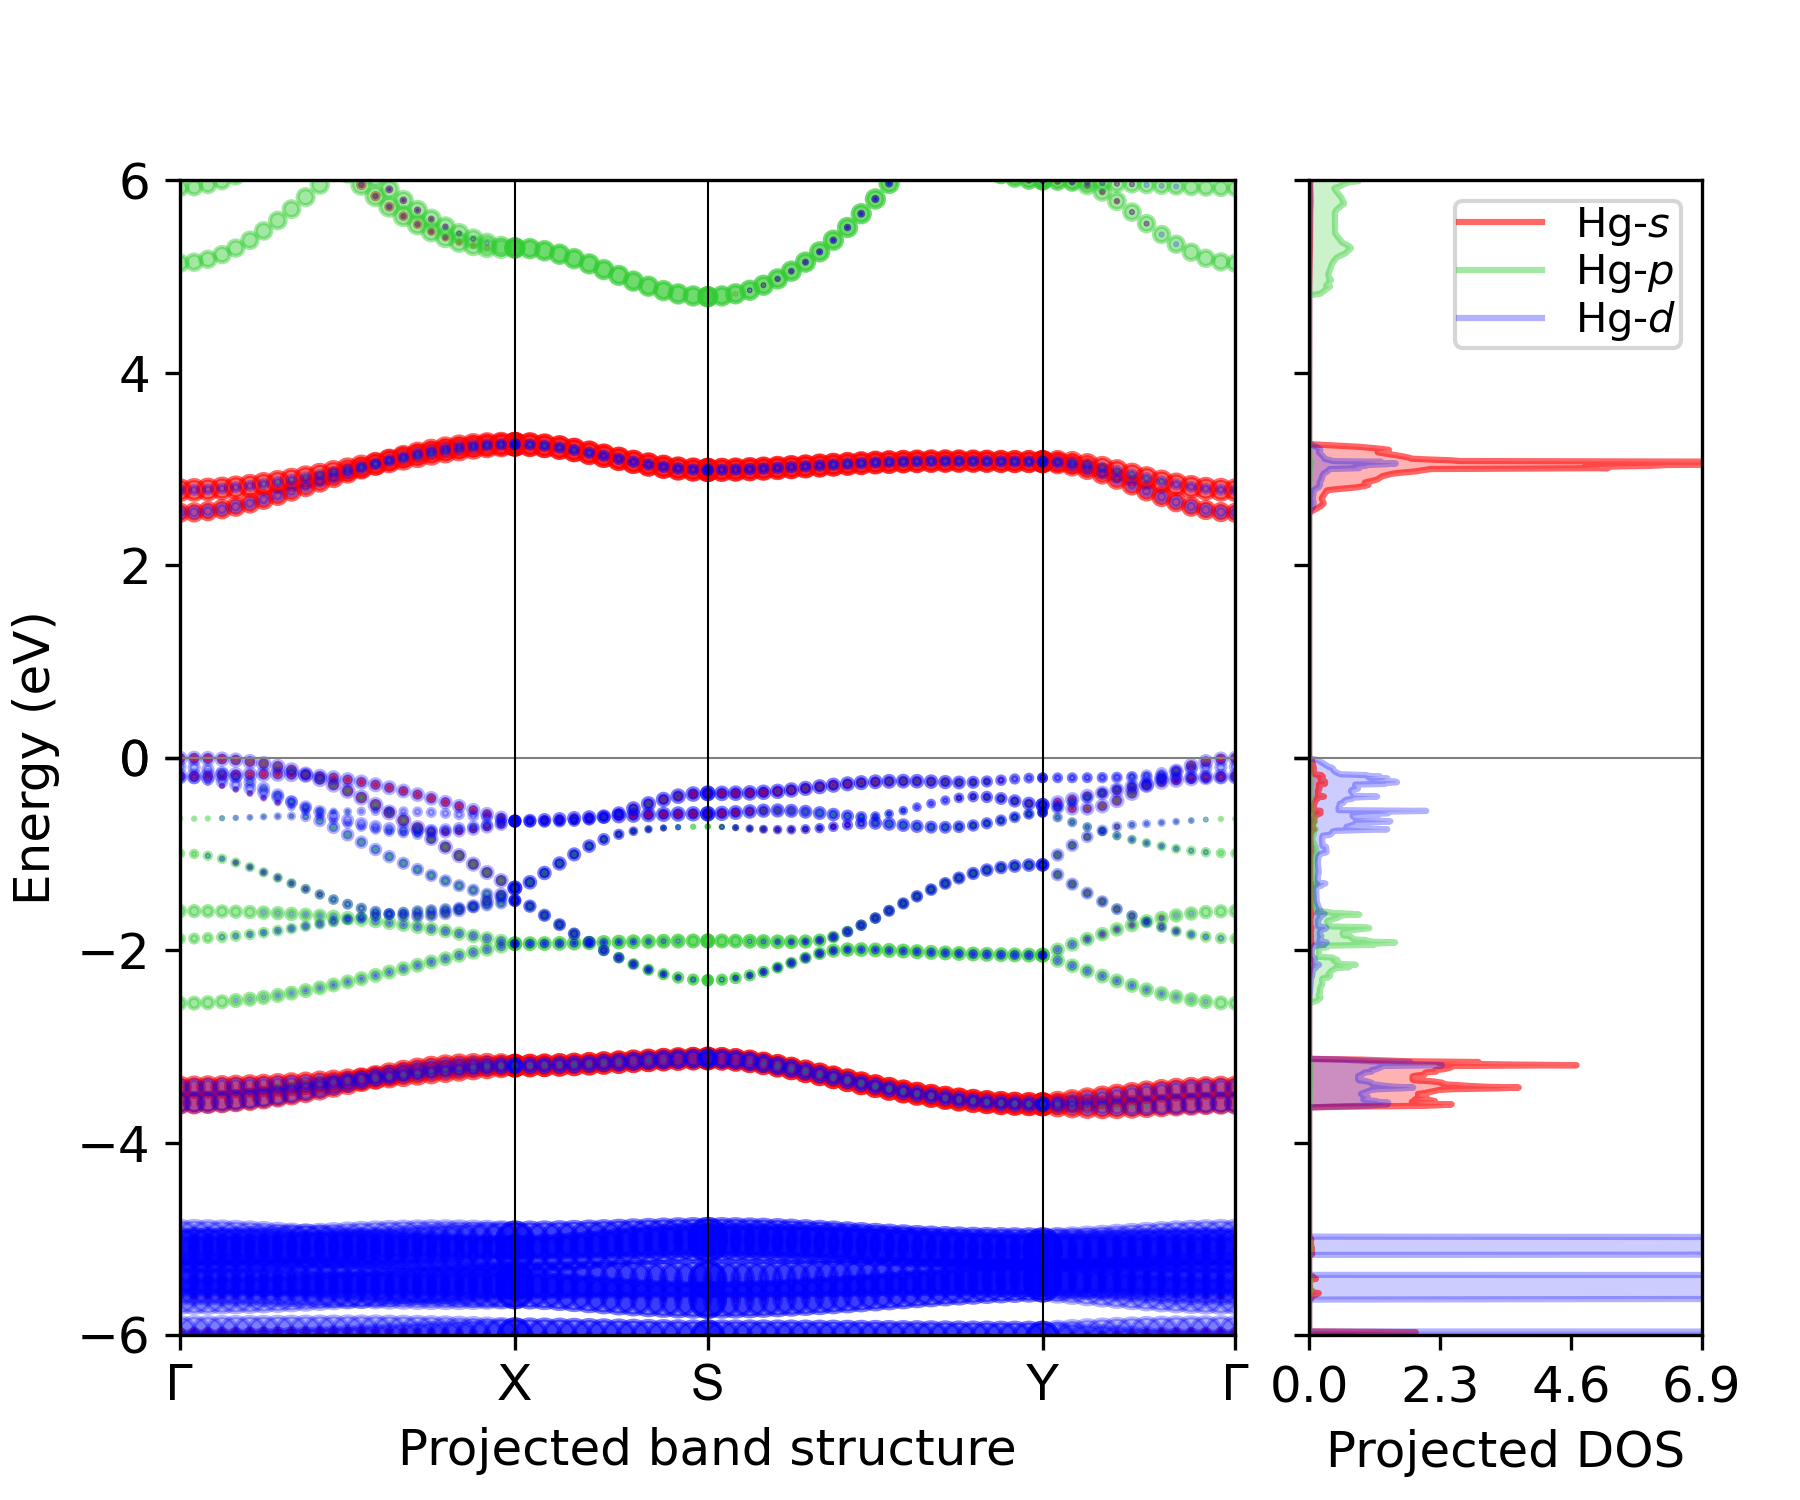 6
4
2
0
−2
−4
−6
Energy (eV)
Γ X S Y Γ
Projected band structure
Hg-s
Hg-p
Hg-d
0.0 2.3 4.6 6.9
Projected DOS